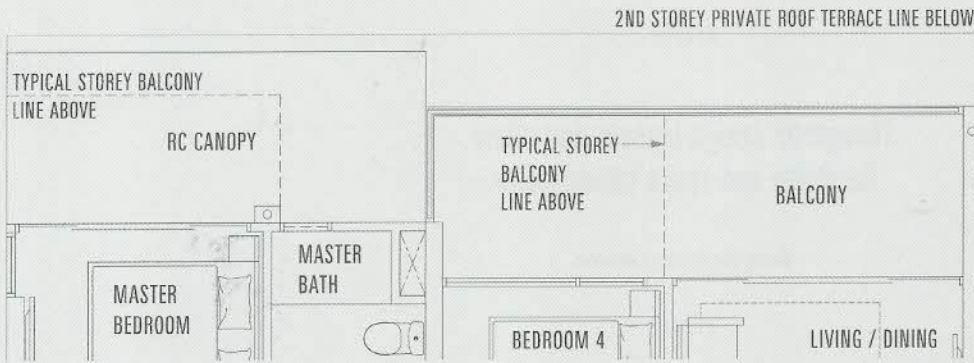 2ND STOREY PRIVATE ROOF TERRACE LINE BELOW
TYPICAL STOREY BALCONY
LINE ABOVE
RC CANOPY
TYPICAL STOREY
BALCONY
LINE ABOVE
BALCONY
MASTER
BATH
MASTER
BEDROOM
BEDROOM 4
LIVING / DINING